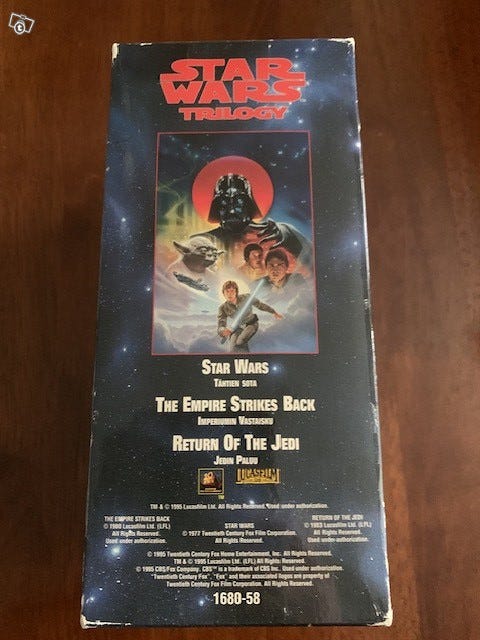 STAR
WARS
TRILOGY
STAR WARS
TÄHTIEN SOTA
THE EMPIRE STRIKES BACK
IMPERIUMIN VASTAISKU
RETURN OF THE JEDI
JEDIN PALUU
LUCASFILM
TM
TM & © 1995 Lucasfilm Ltd. All Rights Reserved. Used under authorization.
THE EMPIRE STRIKES BACK
© 1980 Lucasfilm Ltd. (LFL)
All Rights Reserved.
Used under authorization.
STAR WARS
© 1977 Twentieth Century Fox Film Corporation.
All Rights Reserved.
RETURN OF THE JEDI
© 1983 Lucasfilm Ltd. (LFL)
All Rights Reserved.
Used under authorization.
© 1995 Twentieth Century Fox Home Entertainment, Inc. All Rights Reserved.
TM & © 1995 Lucasfilm Ltd. (LFL) All Rights Reserved.
© 1995 CBS/Fox Company. CBS™ is a trademark of CBS Inc. Used under authorization.
"Twentieth Century Fox", "Fox" and their associated logos are property of
Twentieth Century Fox Film Corporation. All Rights Reserved.
1680-58